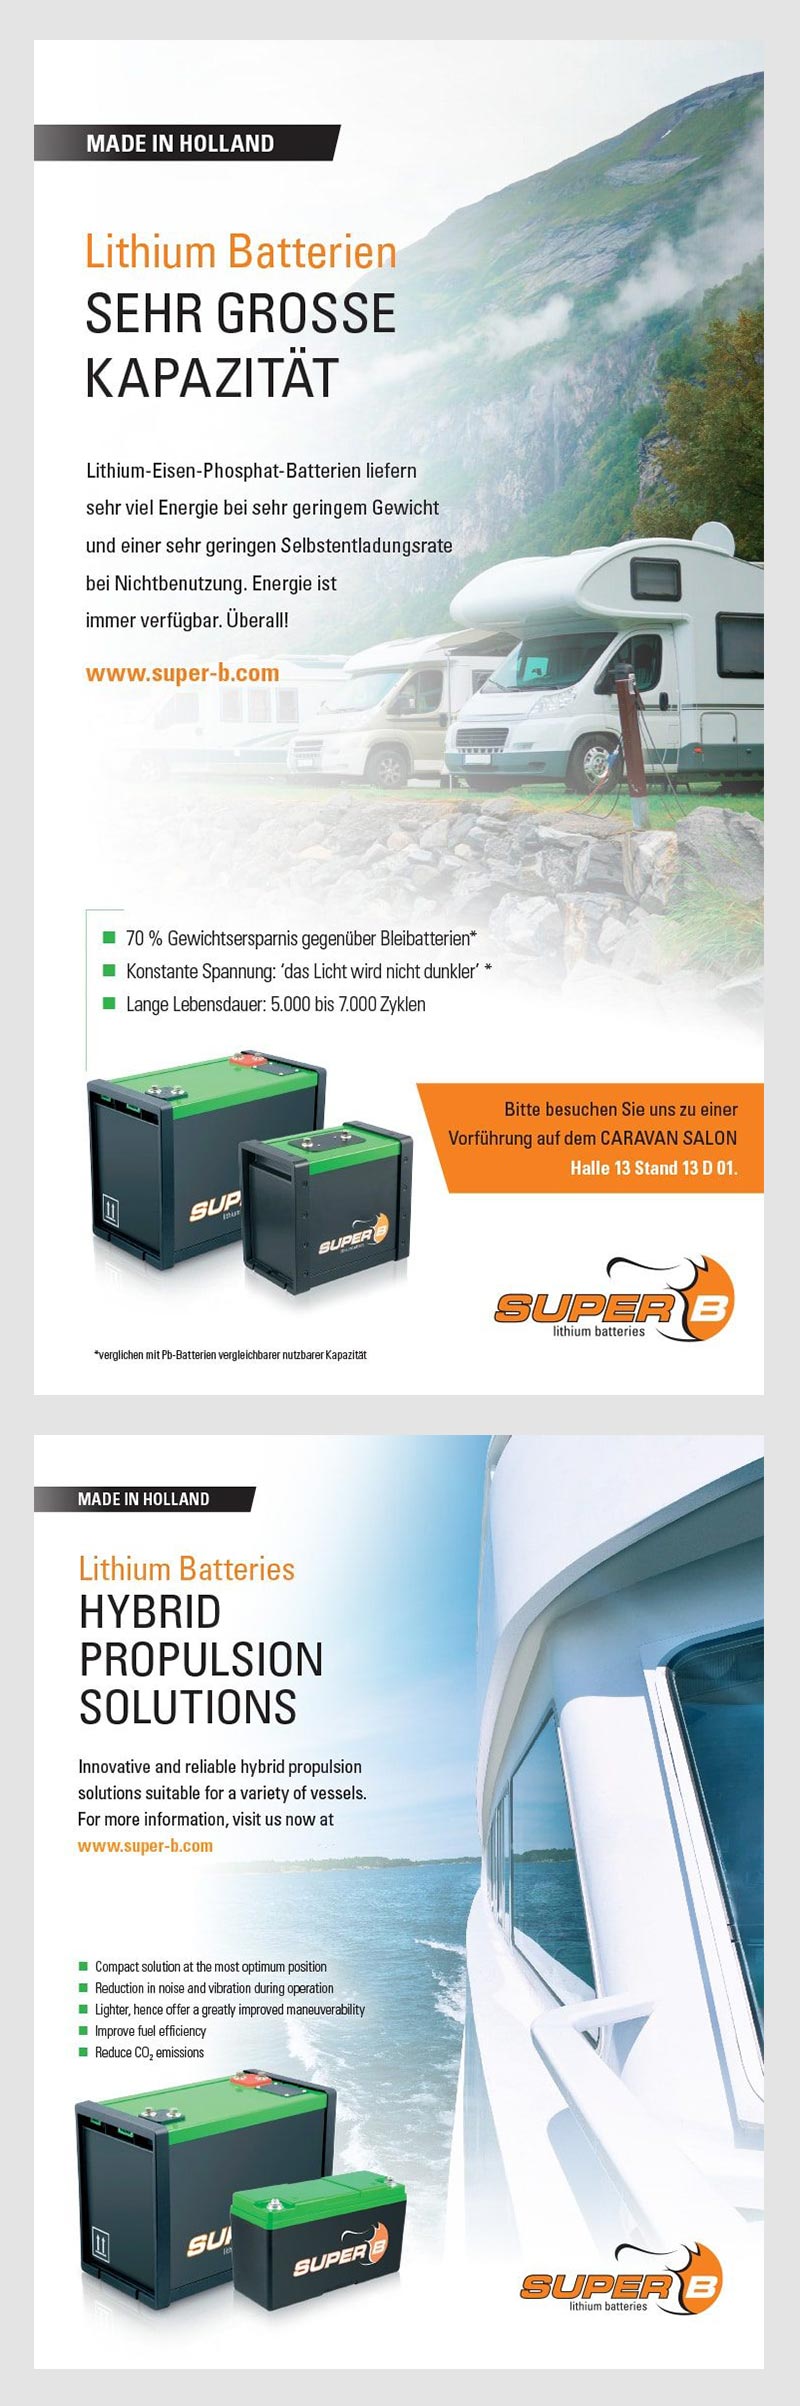 MADE IN HOLLAND
Lithium Batterien
SEHR GROSSE
KAPAZITÄT
Lithium-Eisen-Phosphat-Batterien liefern
sehr viel Energie bei sehr geringem Gewicht
und einer sehr geringen Selbstentladungsrate
bei Nichtbenutzung. Energie ist
immer verfügbar. Überall!
www.super-b.com
70 % Gewichtsersparnis gegenüber Bleibatterien*
Konstante Spannung: ‘das Licht wird nicht dunkler’ *
Lange Lebensdauer: 5.000 bis 7.000 Zyklen
Bitte besuchen Sie uns zu einer
Vorführung auf dem CARAVAN SALON
Halle 13 Stand 13 D 01.
SUP
SUPER B
SUPER B
lithium batteries
*verglichen mit Pb-Batterien vergleichbarer nutzbarer Kapazität
MADE IN HOLLAND
Lithium Batteries
HYBRID
PROPULSION
SOLUTIONS
Innovative and reliable hybrid propulsion
solutions suitable for a variety of vessels.
For more information, visit us now at
www.super-b.com
Compact solution at the most optimum position
Reduction in noise and vibration during operation
Lighter, hence offer a greatly improved maneuverability
Improve fuel efficiency
Reduce CO₂ emissions
SU
SUPER B
SUPER B
lithium batteries